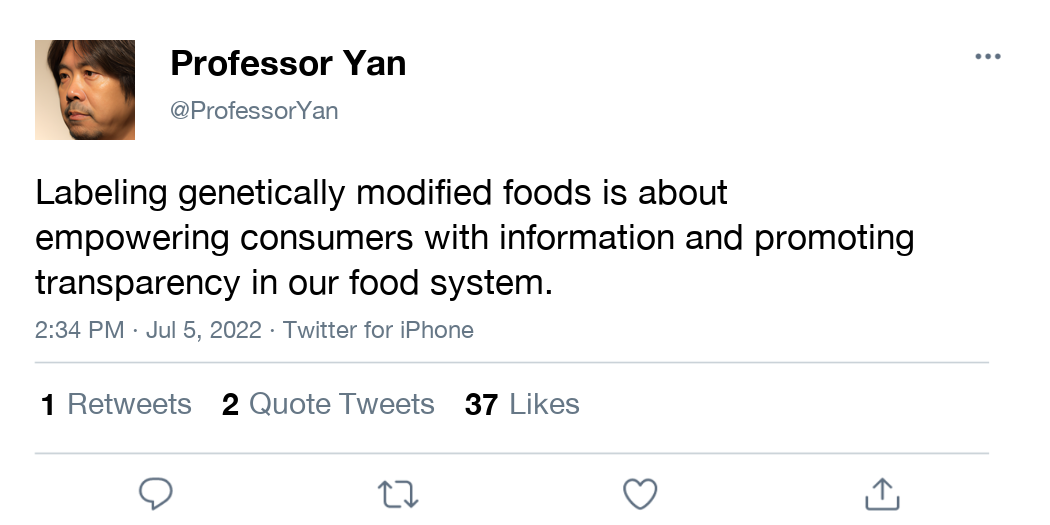 Professor Yan
@ProfessorYan
Labeling genetically modified foods is about
empowering consumers with information and promoting
transparency in our food system.
2:34 PM · Jul 5, 2022 · Twitter for iPhone
1 Retweets 2 Quote Tweets 37 Likes